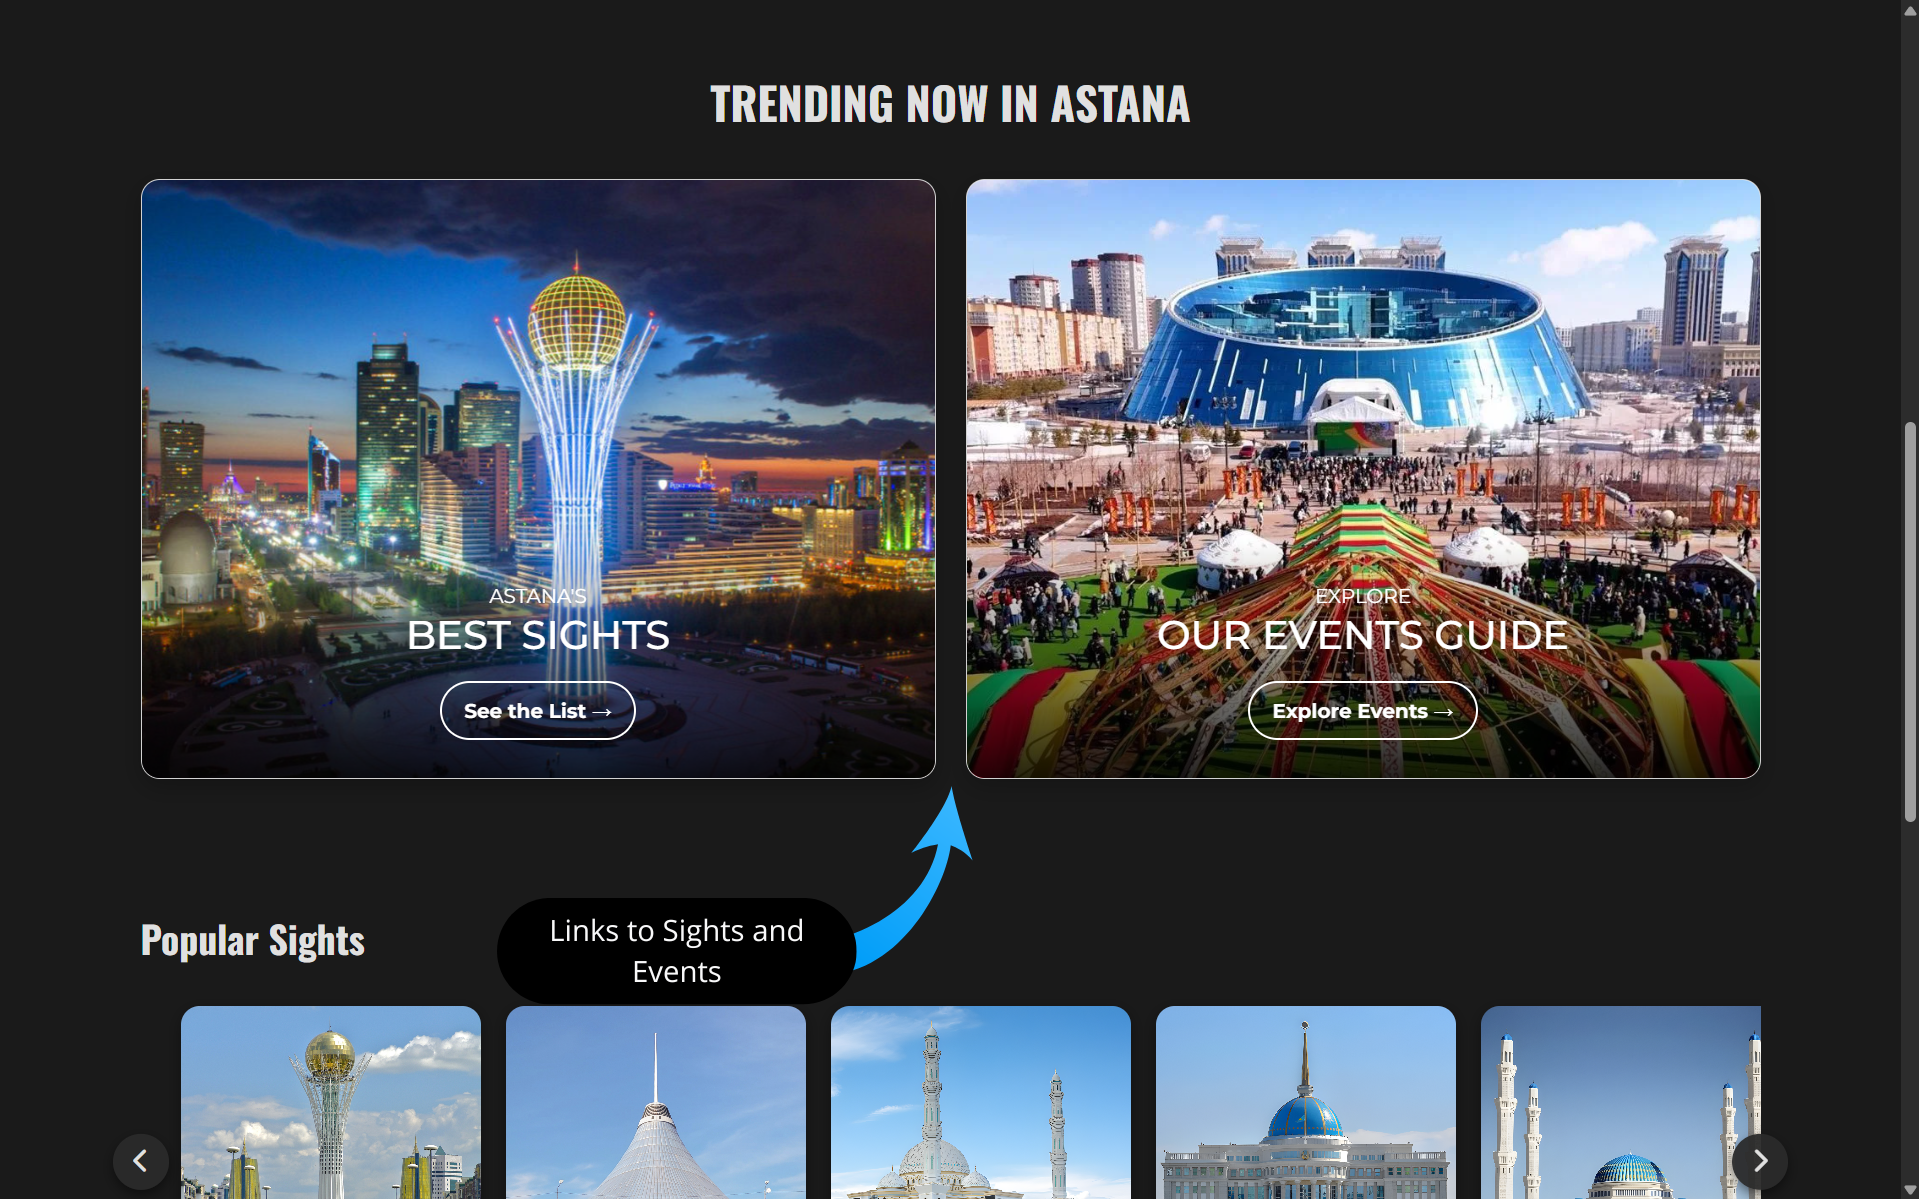 TRENDING NOW IN ASTANA
ASTANA'S
BEST SIGHTS
See the List →
EXPLORE
OUR EVENTS GUIDE
Explore Events →
Popular Sights
Links to Sights and
Events